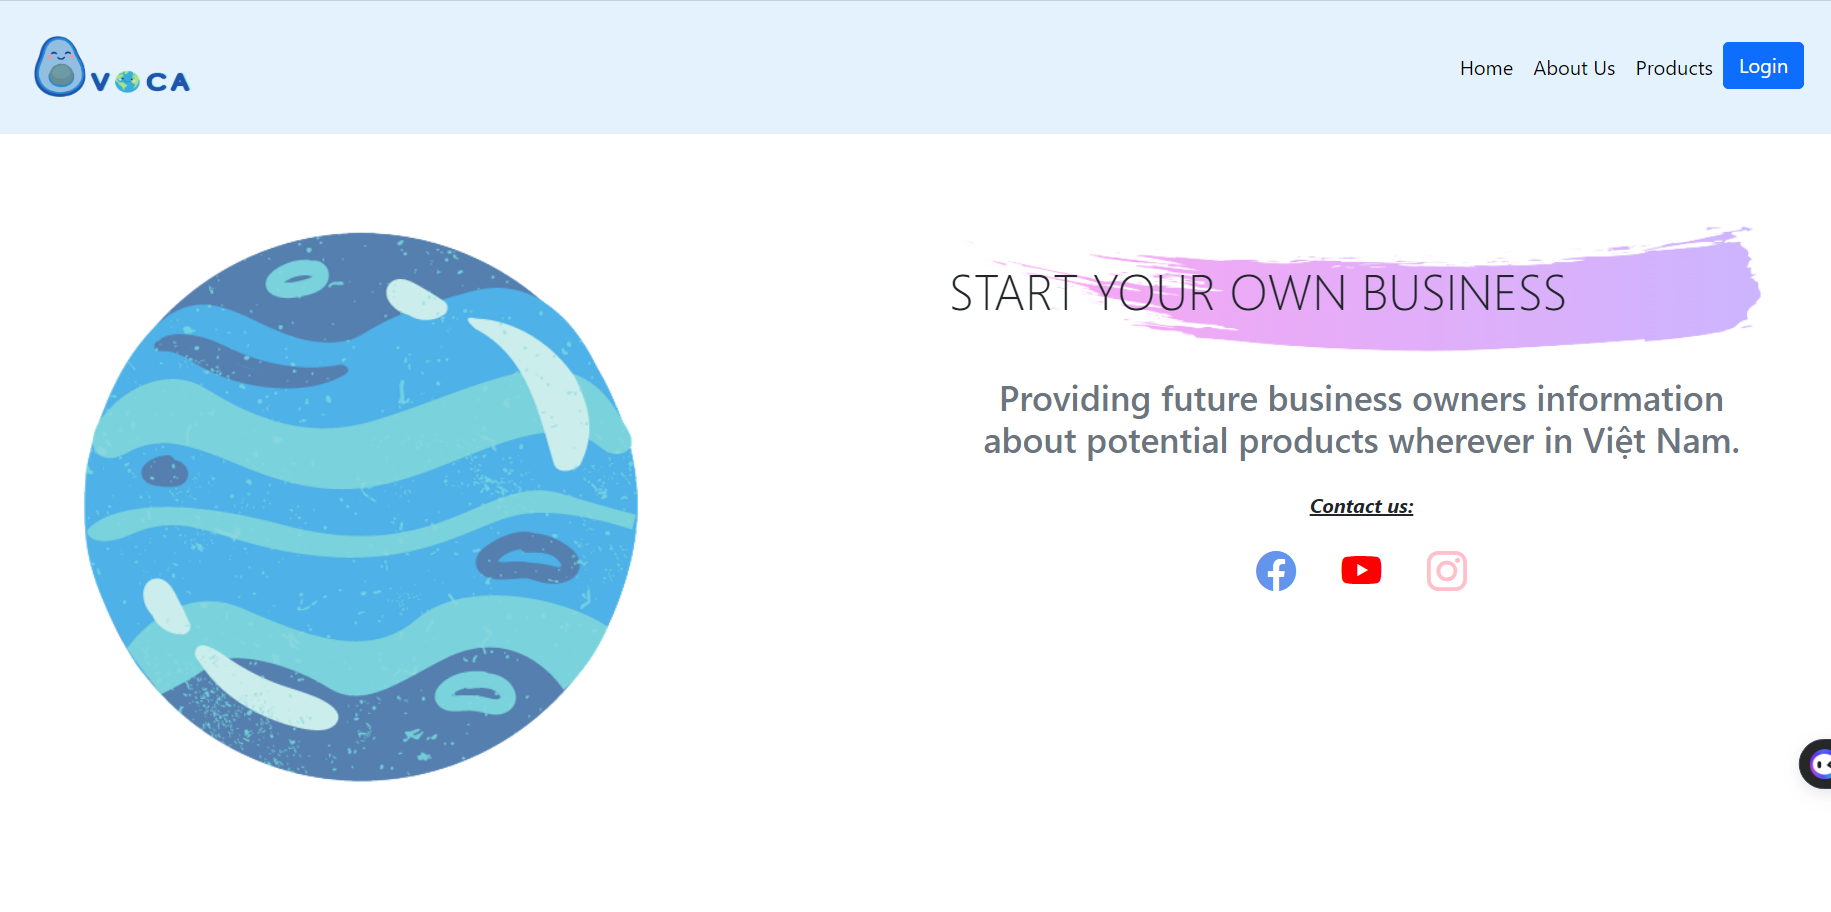 VOCA
Home About Us Products Login
START YOUR OWN BUSINESS
Providing future business owners information
about potential products wherever in Việt Nam.
Contact us: